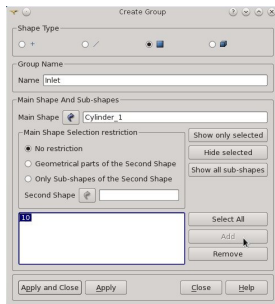 Create Group
Shape Type
Group Name
Name Inlet
Main Shape And Sub-shapes
Main Shape Cylinder_1
Main Shape Selection restriction
No restriction
Geometrical parts of the Second Shape
Only Sub-shapes of the Second Shape
Second Shape
Show only selected
Hide selected
Show all sub-shapes
10
Select All
Add
Remove
Apply and Close Apply Close Help